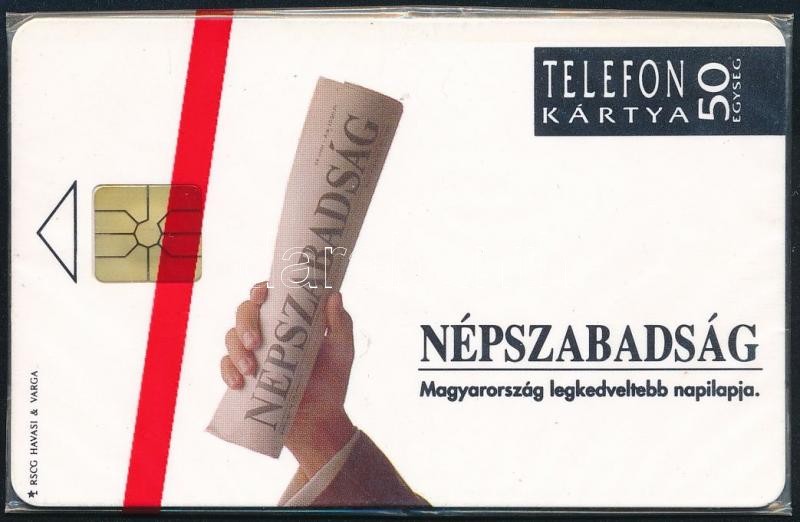 TELEFON
KÁRTYA
50
EGYSÉG
NÉPSZABADSÁG
NÉPSZABADSÁG
Magyarország legkedveltebb napilapja.
RSCG HAVASI & VARGA